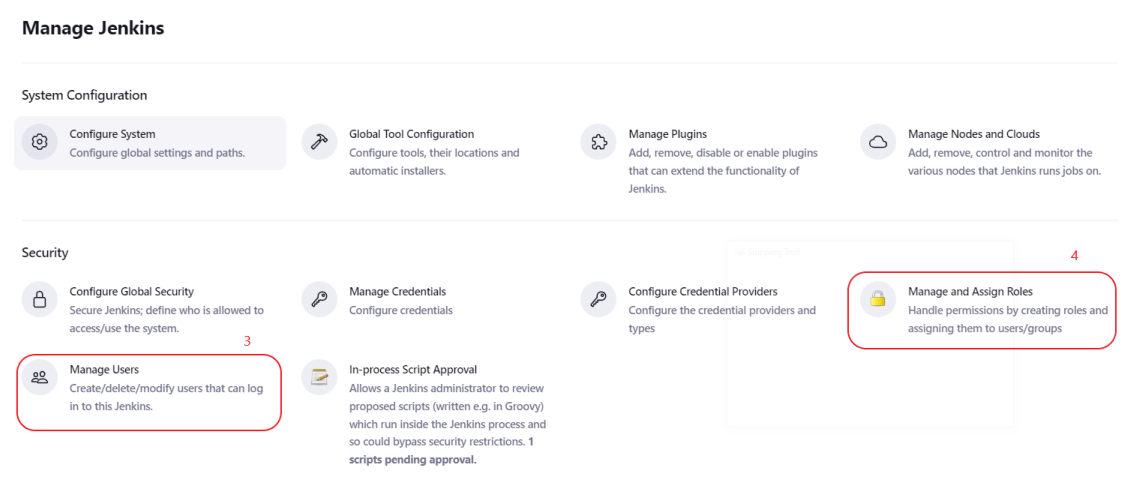 Manage Jenkins
System Configuration
Configure System
Configure global settings and paths.
Global Tool Configuration
Configure tools, their locations and
automatic installers.
Manage Plugins
Add, remove, disable or enable plugins
that can extend the functionality of
Jenkins.
Manage Nodes and Clouds
Add, remove, control and monitor the
various nodes that Jenkins runs jobs on.
Security
Configure Global Security
Secure Jenkins; define who is allowed to
access/use the system.
Manage Credentials
Configure credentials
Configure Credential Providers
Configure the credential providers and
types
4
Manage and Assign Roles
Handle permissions by creating roles and
assigning them to users/groups
3
Manage Users
Create/delete/modify users that can log
in to this Jenkins.
In-process Script Approval
Allows a Jenkins administrator to review
proposed scripts (written e.g. in Groovy)
which run inside the Jenkins process and
so could bypass security restrictions. 1
scripts pending approval.